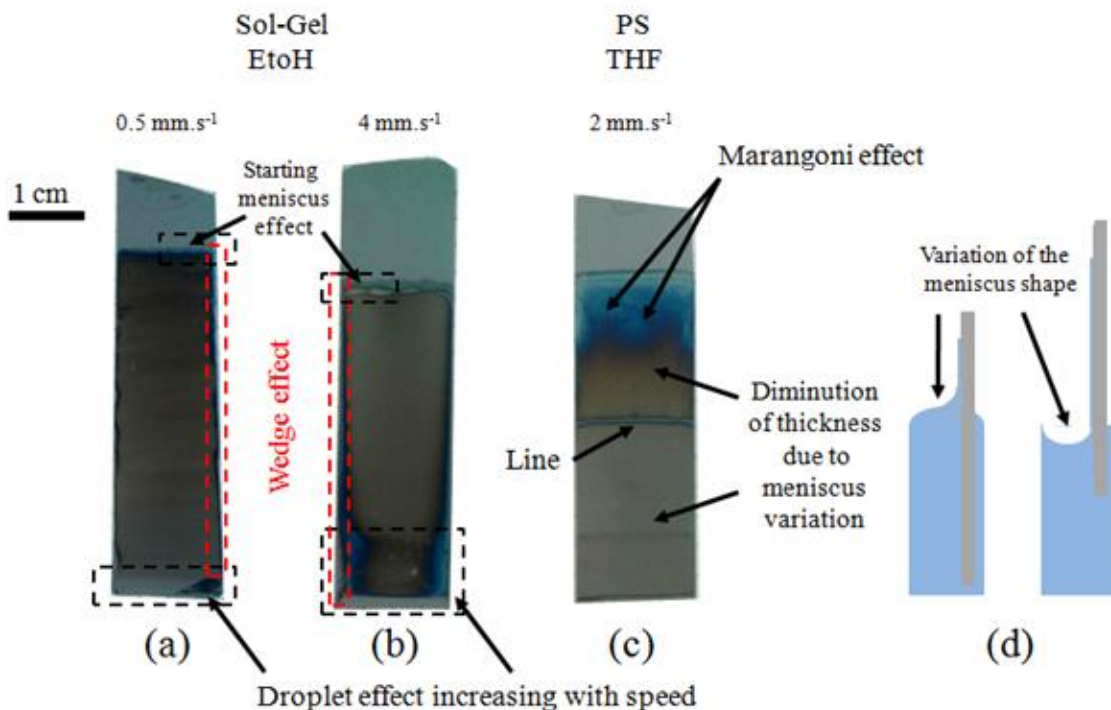 Sol-Gel
EtoH
PS
THF
0.5 mm.s⁻¹
4 mm.s⁻¹
2 mm.s⁻¹
Marangoni effect
1 cm
Starting
meniscus
effect
Variation of the
meniscus shape
Wedge effect
Diminution
of thickness
due to
meniscus
variation
Line
(a)
(b)
(c)
(d)
Droplet effect increasing with speed